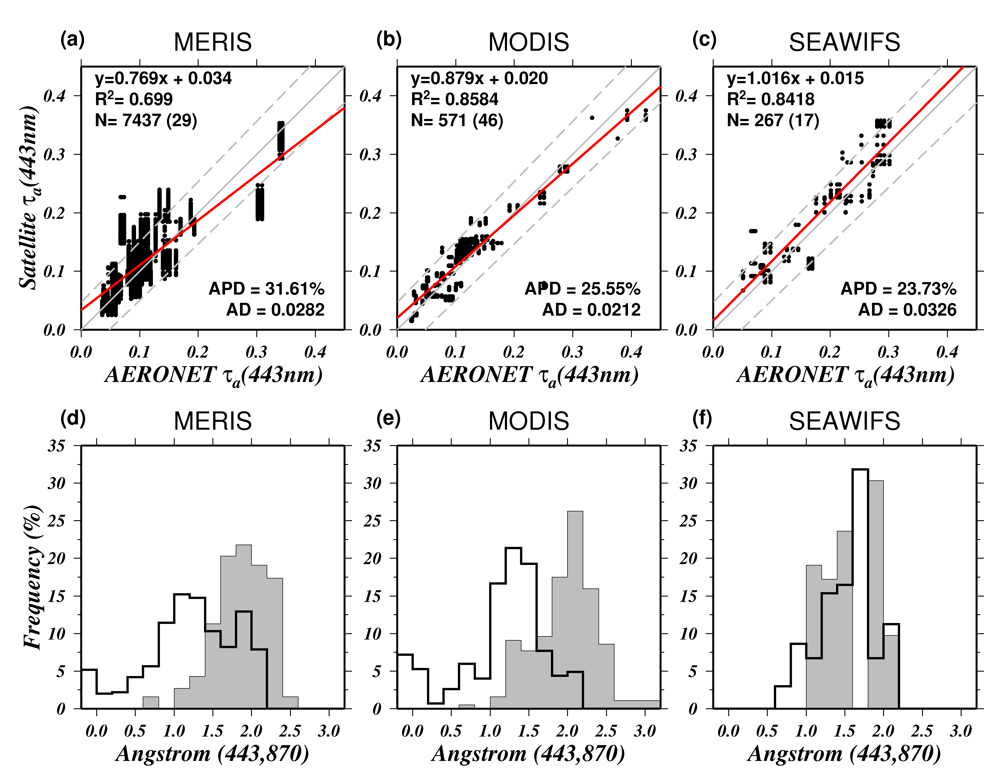 (a) MERIS
y=0.769x + 0.034
R²= 0.699
N= 7437 (29)
APD = 31.61%
AD = 0.0282
0.4
0.3
0.2
0.1
0.0
0.0 0.1 0.2 0.3 0.4
Satellite τa(443nm)
AERONET τa(443nm)
(b) MODIS
y=0.879x + 0.020
R²= 0.8584
N= 571 (46)
APD = 25.55%
AD = 0.0212
0.4
0.3
0.2
0.1
0.0
0.0 0.1 0.2 0.3 0.4
AERONET τa(443nm)
(c) SEAWIFS
y=1.016x + 0.015
R²= 0.8418
N= 267 (17)
APD = 23.73%
AD = 0.0326
0.4
0.3
0.2
0.1
0.0
0.0 0.1 0.2 0.3 0.4
AERONET τa(443nm)
(d) MERIS
35
30
25
20
15
10
5
0
0.0 0.5 1.0 1.5 2.0 2.5 3.0
Frequency (%)
Angstrom (443,870)
(e) MODIS
35
30
25
20
15
10
5
0
0.0 0.5 1.0 1.5 2.0 2.5 3.0
Angstrom (443,870)
(f) SEAWIFS
35
30
25
20
15
10
5
0
0.0 0.5 1.0 1.5 2.0 2.5 3.0
Angstrom (443,870)